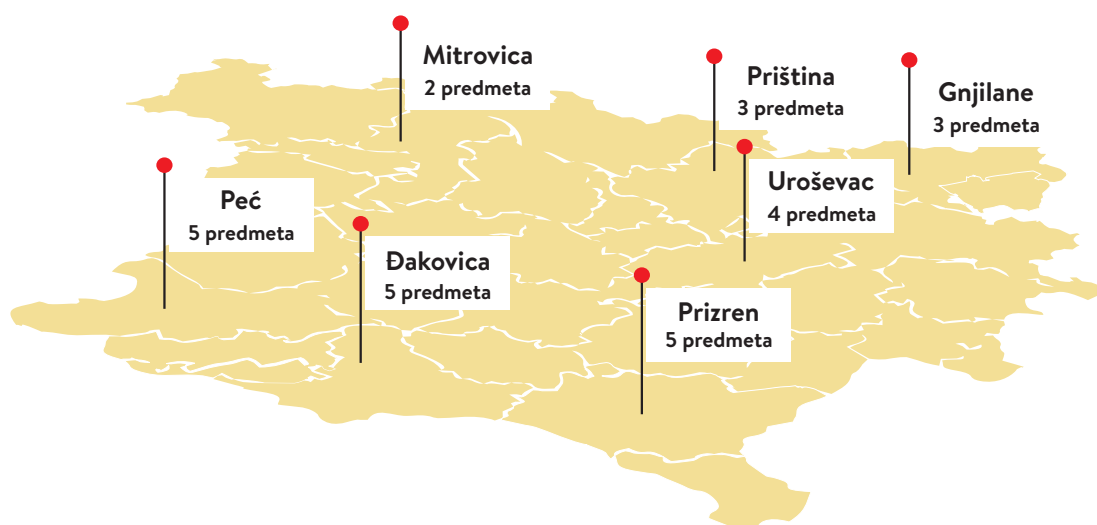 Mitrovica
2 predmeta
Priština
3 predmeta
Gnjilane
3 predmeta
Uroševac
4 predmeta
Peć
5 predmeta
Đakovica
5 predmeta
Prizren
5 predmeta